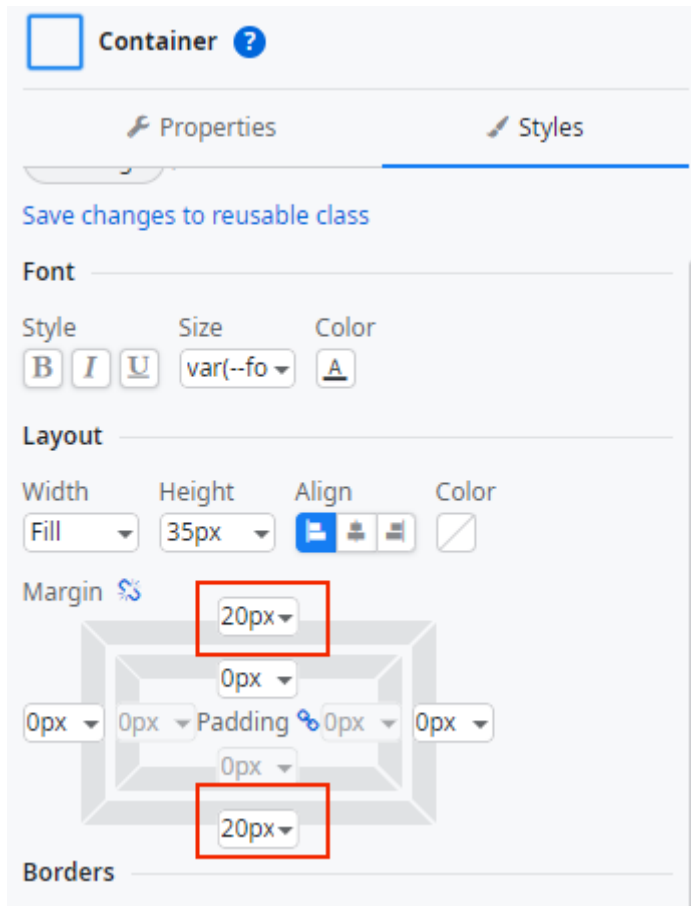 Container ?
Properties Styles
Save changes to reusable class
Font
Style Size Color
B I U var(--fo A
Layout
Width Height Align Color
Fill 35px
Margin
20px
0px
0px 0px Padding 0px 0px
0px
20px
Borders